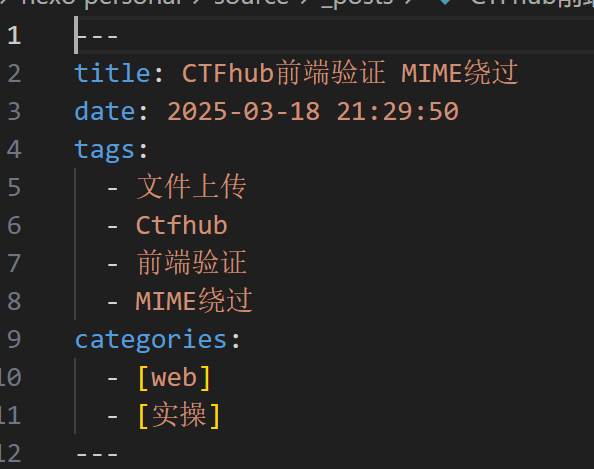 hexo-personal > source > _posts > CTFhub前端
1 ---
2 title: CTFhub前端验证 MIME绕过
3 date: 2025-03-18 21:29:50
4 tags:
5 - 文件上传
6 - Ctfhub
7 - 前端验证
8 - MIME绕过
9 categories:
10 - [web]
11 - [实操]
12 ---